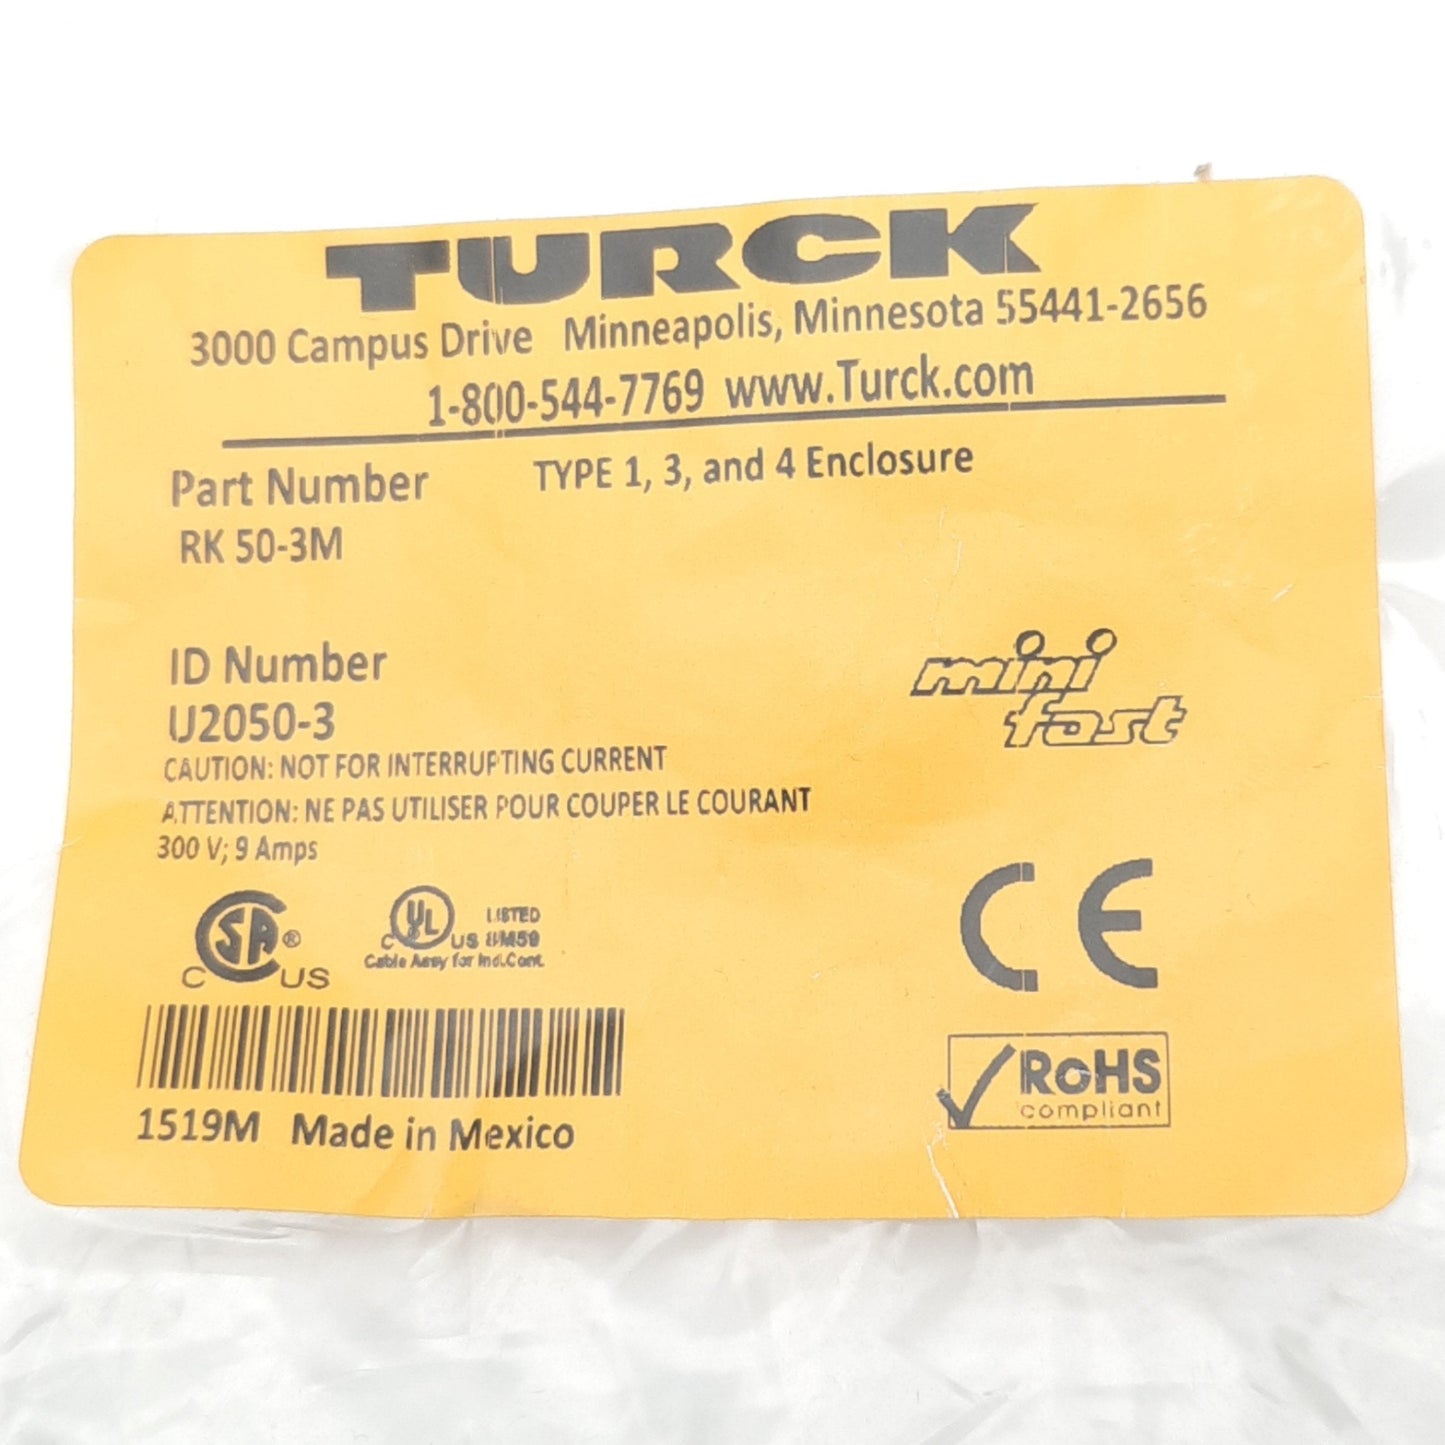 TURCK
3000 Campus Drive Minneapolis, Minnesota 55441-2656
1-800-544-7769 www.Turck.com
Part Number
TYPE 1, 3, and 4 Enclosure
RK 50-3M
ID Number
U2050-3
mini
fast
CAUTION: NOT FOR INTERRUPTING CURRENT
ATTENTION: NE PAS UTILISER POUR COUPER LE COURANT
300 V; 9 Amps
CSA®
C US
C UL US LISTED
8M59
Cable Assy for Ind.Cont.
CE
RoHS
compliant
1519M Made in Mexico